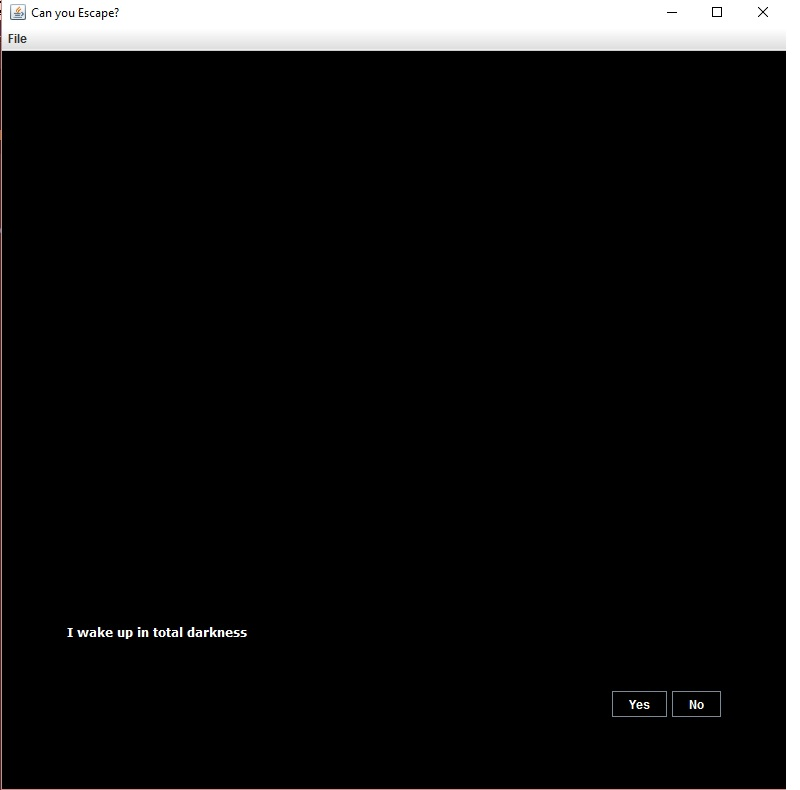 Can you Escape?
File
I wake up in total darkness
Yes No